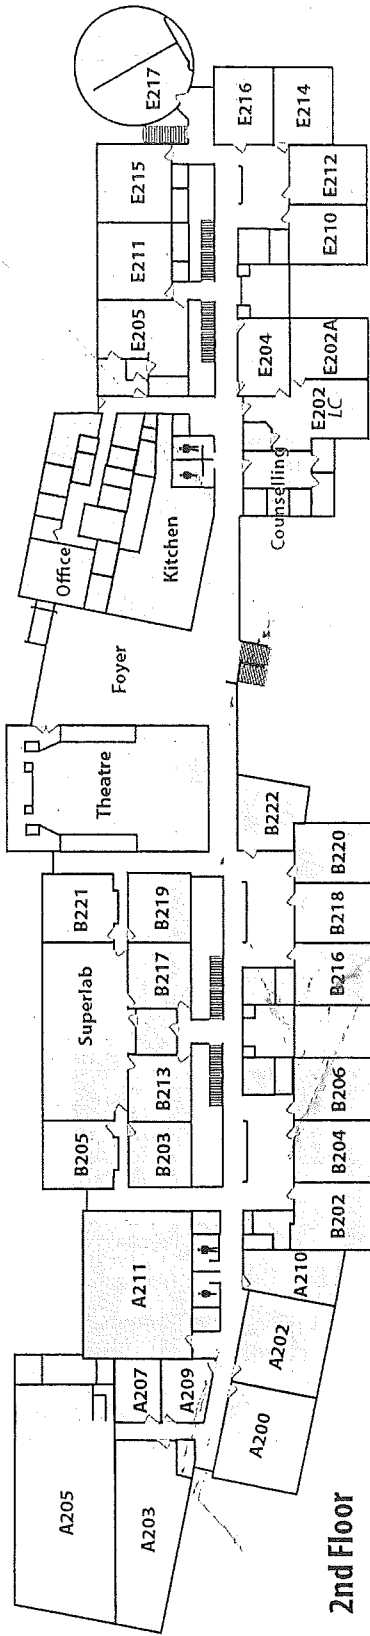 2nd Floor
A205
A203
A207
A209
A200
A202
A210
A211
B205
Superlab
B221
B203
B213
B217
B219
B202
B204
B206
B216
B218
B220
B222
Theatre
Foyer
Office
Kitchen
Counselling
E205
E211
E215
E217
E204
E202
LC
E202A
E210
E212
E216
E214